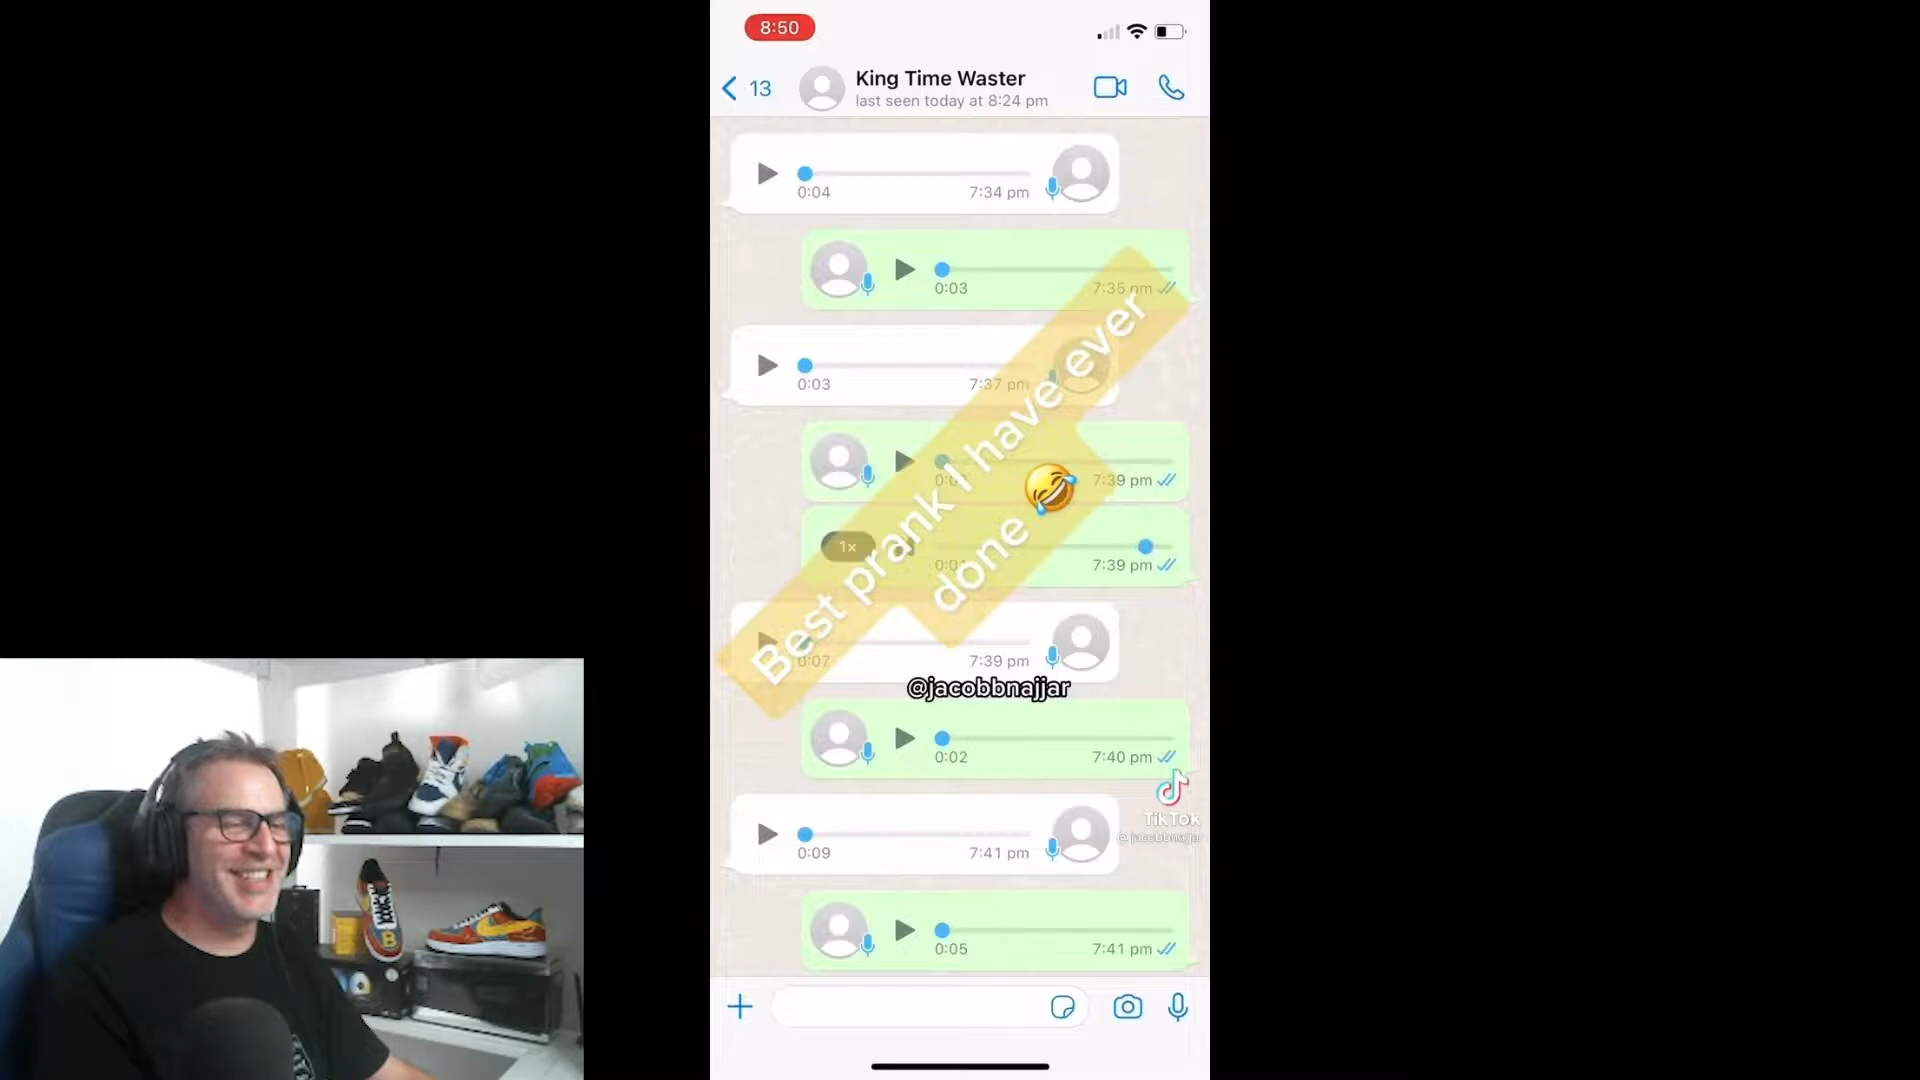 8:50
13
King Time Waster
last seen today at 8:24 pm
0:04
7:34 pm
0:03
7:35 pm
0:03
7:37 pm
7:39 pm
1×
7:39 pm
Best prank I have ever
done 😂
0:07
7:39 pm
@jacobbnajjar
0:02
7:40 pm
TikTok
0:09
7:41 pm
0:05
7:41 pm
B